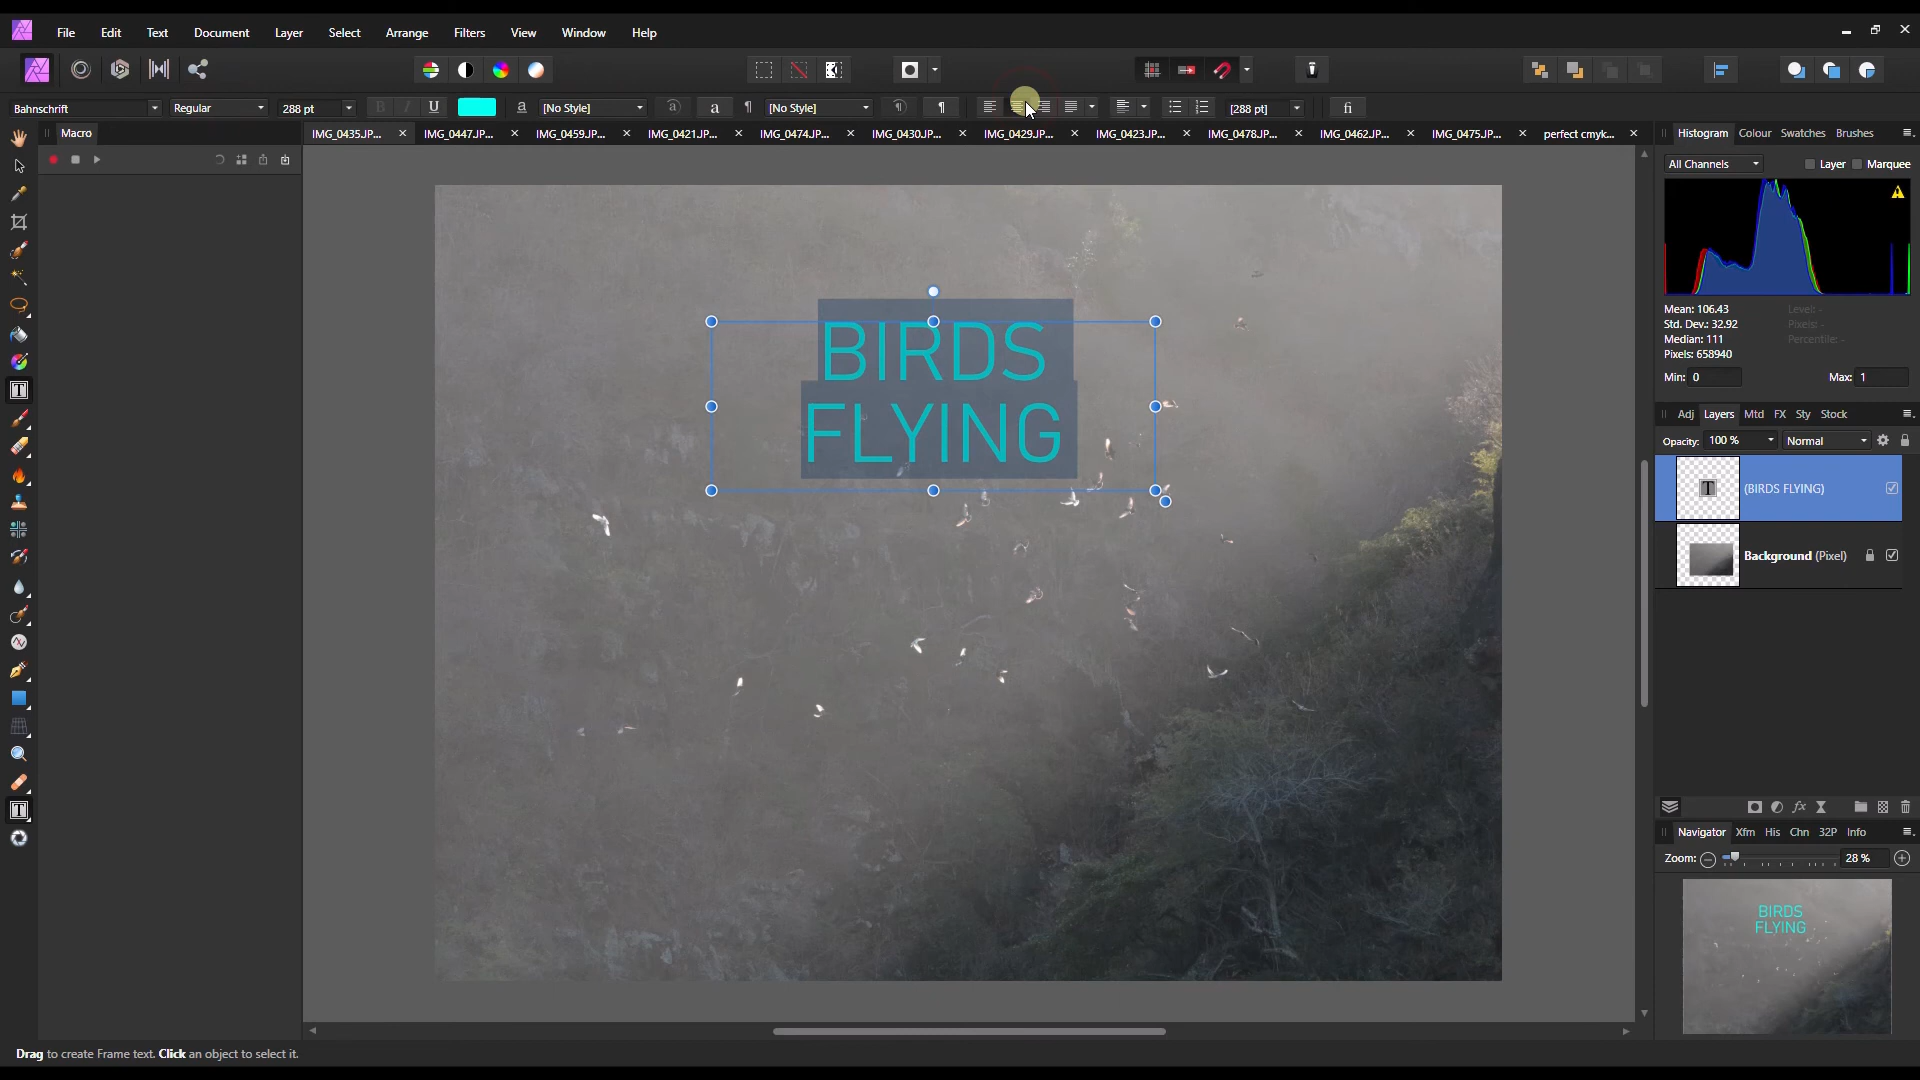 File Edit Text Document Layer Select Arrange Filters View Window Help
Bahnschrift Regular 288 pt B I U a [No Style] a a ¶ [No Style] ¶ ¶ [288 pt] fi
Macro IMG_0435.JP... IMG_0447.JP... IMG_0459.JP... IMG_0421.JP... IMG_0474.JP... IMG_0430.JP... IMG_0429.JP... IMG_0423.JP... IMG_0478.JP... IMG_0462.JP... IMG_0475.JP... perfect cmyk... Histogram Colour Swatches Brushes
All Channels Layer Marquee
BIRDS
FLYING
Mean: 106.43 Level: -
Std. Dev.: 32.92 Pixels: -
Median: 111 Percentile: -
Pixels: 658940
Min: 0 Max: 1
Adj Layers Mtd FX Sty Stock
Opacity: 100 % Normal
T (BIRDS FLYING)
Background (Pixel)
Navigator Xfm His Chn 32P Info
Zoom: 28 %
BIRDS
FLYING
Drag to create Frame text. Click an object to select it.